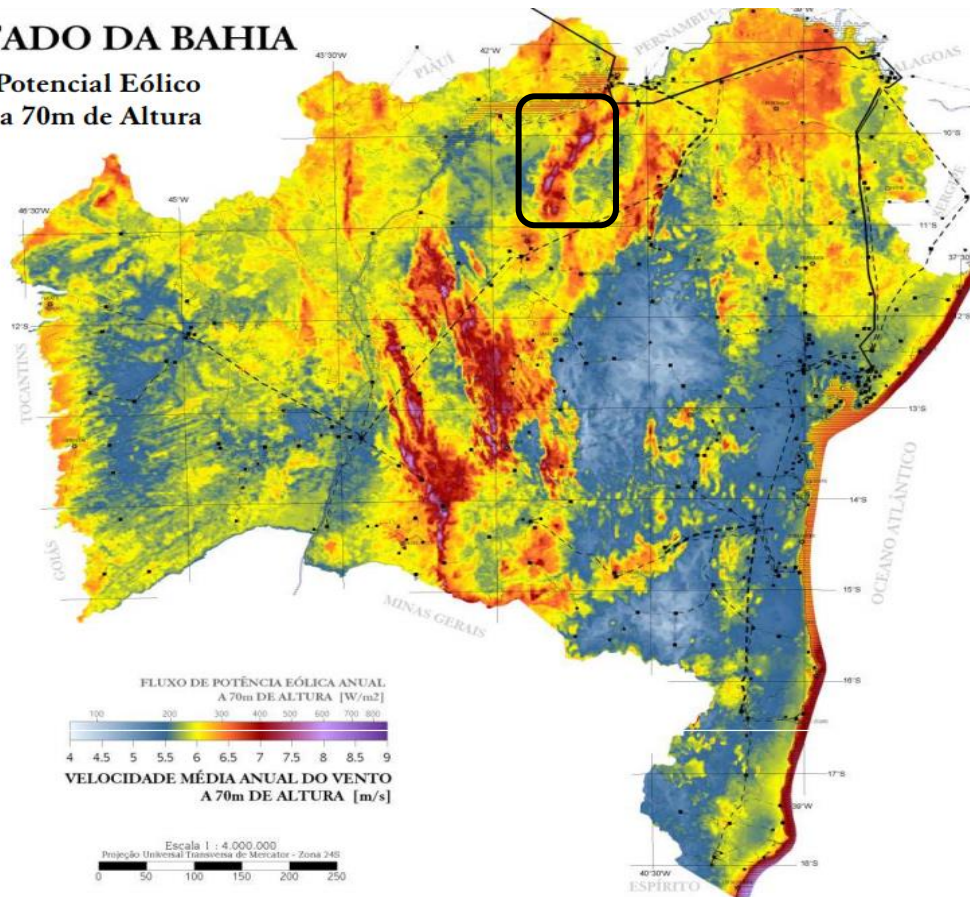 TADO DA BAHIA
Potencial Eólico
a 70m de Altura
PIAUÍ
PERNAMBUC
ALAGOAS
SERGIPE
TOCANTINS
GOIÁS
MINAS GERAIS
ESPÍRITO
OCEANO ATLÂNTICO
43°30'W
42°W
46°30'W
45°W
10°S
11°S
37°30'
12°S
12°S
13°S
14°S
15°S
16°S
17°S
39°W
18°S
40°30'W
FLUXO DE POTÊNCIA EÓLICA ANUAL
A 70m DE ALTURA [W/m2]
100 200 300 400 500 600 700 800
4 4.5 5 5.5 6 6.5 7 7.5 8 8.5 9
VELOCIDADE MÉDIA ANUAL DO VENTO
A 70m DE ALTURA [m/s]
Escala 1 : 4.000.000
Projeção Universal Transversa de Mercator - Zona 24S
0 50 100 150 200 250